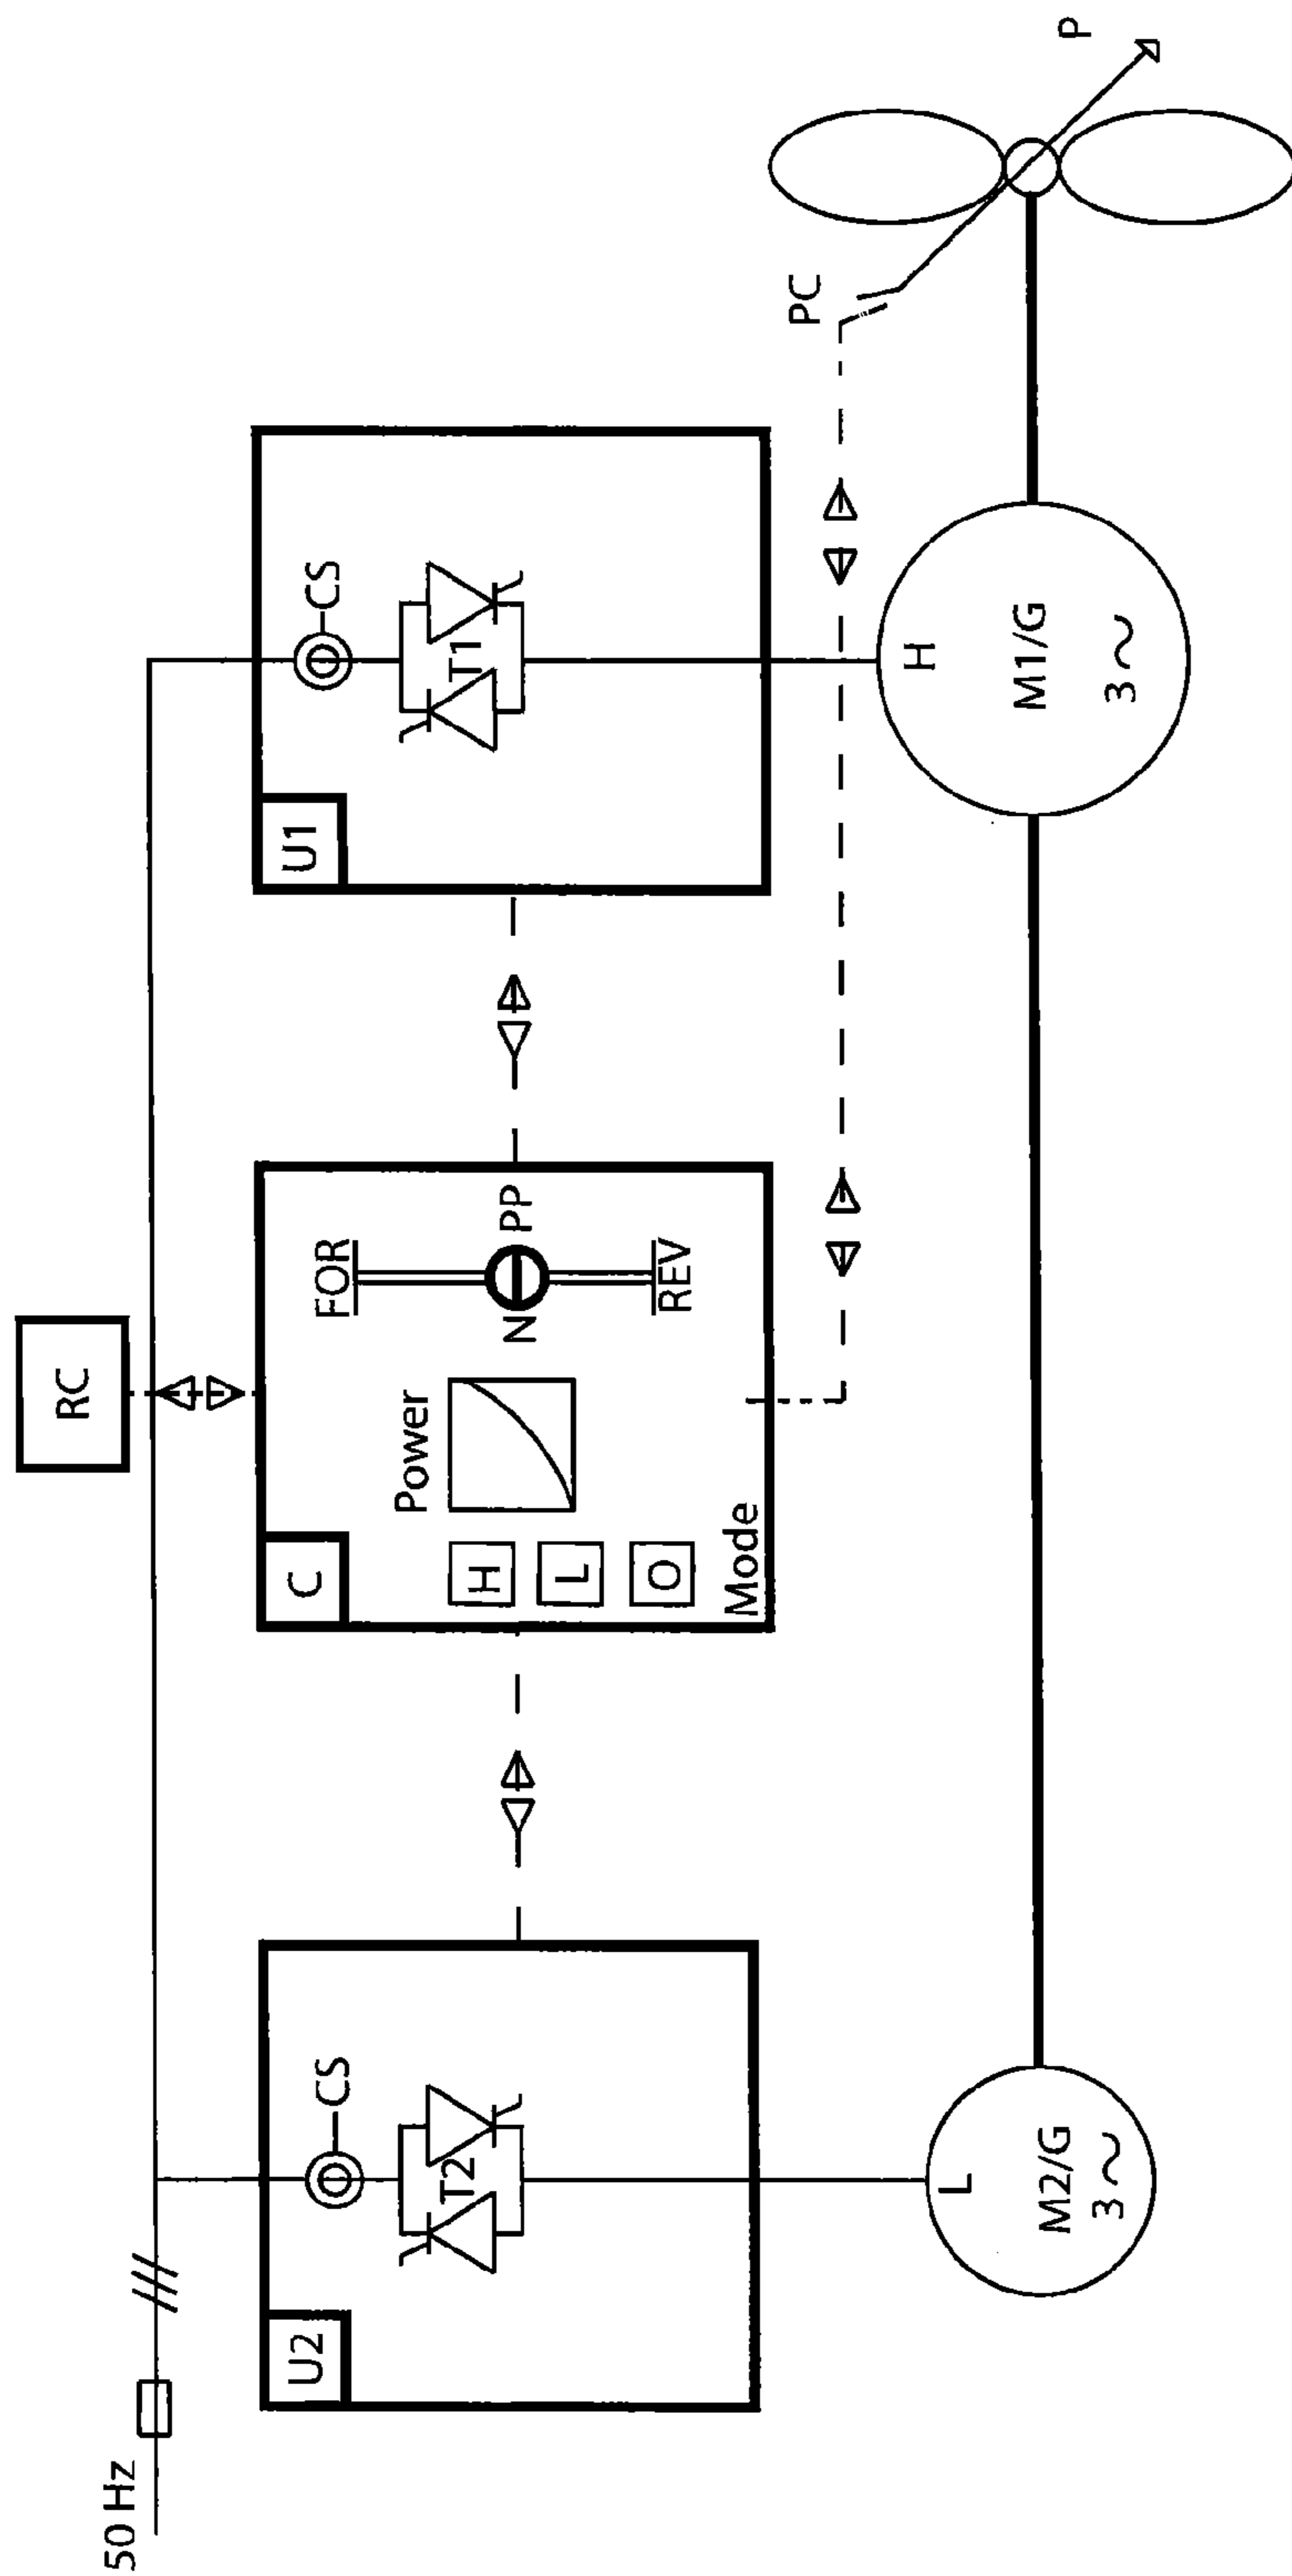 50 Hz
RC
U2
CS
T2
C
Power
H
L
O
Mode
FOR
N
PP
REV
U1
CS
T1
PC
P
L
M2/G
3~
H
M1/G
3~